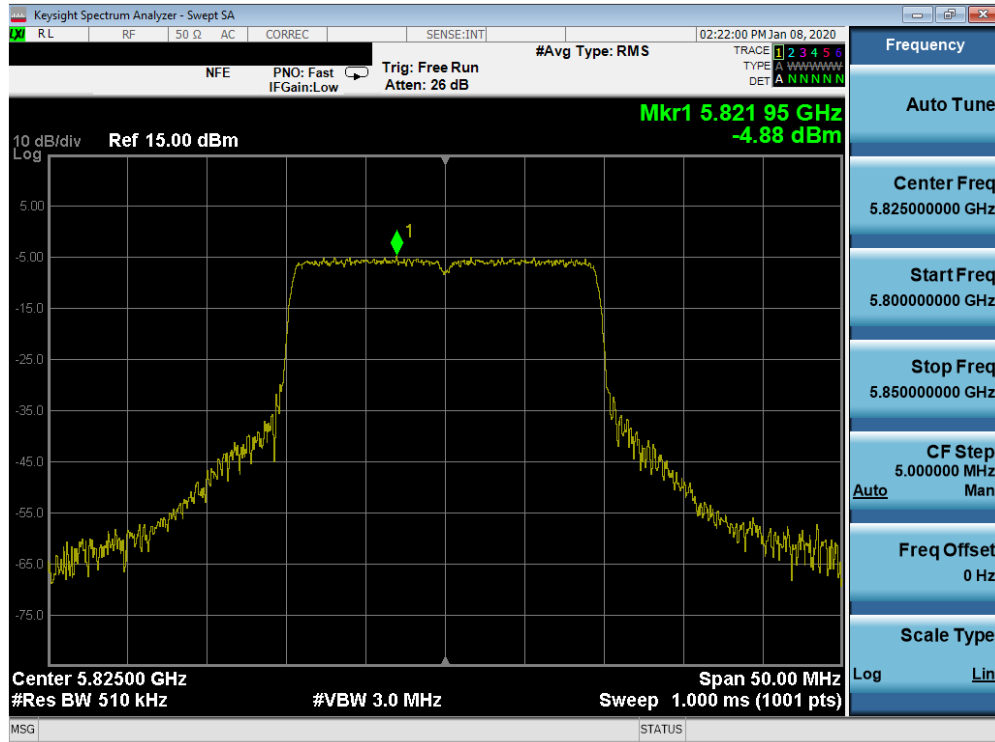 Keysight Spectrum Analyzer - Swept SA
LXI RL RF 50 Ω AC CORREC SENSE:INT 02:22:00 PM Jan 08, 2020
#Avg Type: RMS TRACE 1 2 3 4 5 6
NFE PNO: Fast Trig: Free Run TYPE A WWWWW
IFGain:Low Atten: 26 dB DET A N N N N N
Mkr1 5.821 95 GHz
-4.88 dBm
10 dB/div Ref 15.00 dBm
Log
1
5.00
-5.00
-15.0
-25.0
-35.0
-45.0
-55.0
-65.0
-75.0
Center 5.82500 GHz Span 50.00 MHz
#Res BW 510 kHz #VBW 3.0 MHz Sweep 1.000 ms (1001 pts)
MSG STATUS
Frequency
Auto Tune
Center Freq
5.825000000 GHz
Start Freq
5.800000000 GHz
Stop Freq
5.850000000 GHz
CF Step
5.000000 MHz
Auto Man
Freq Offset
0 Hz
Scale Type
Log Lin